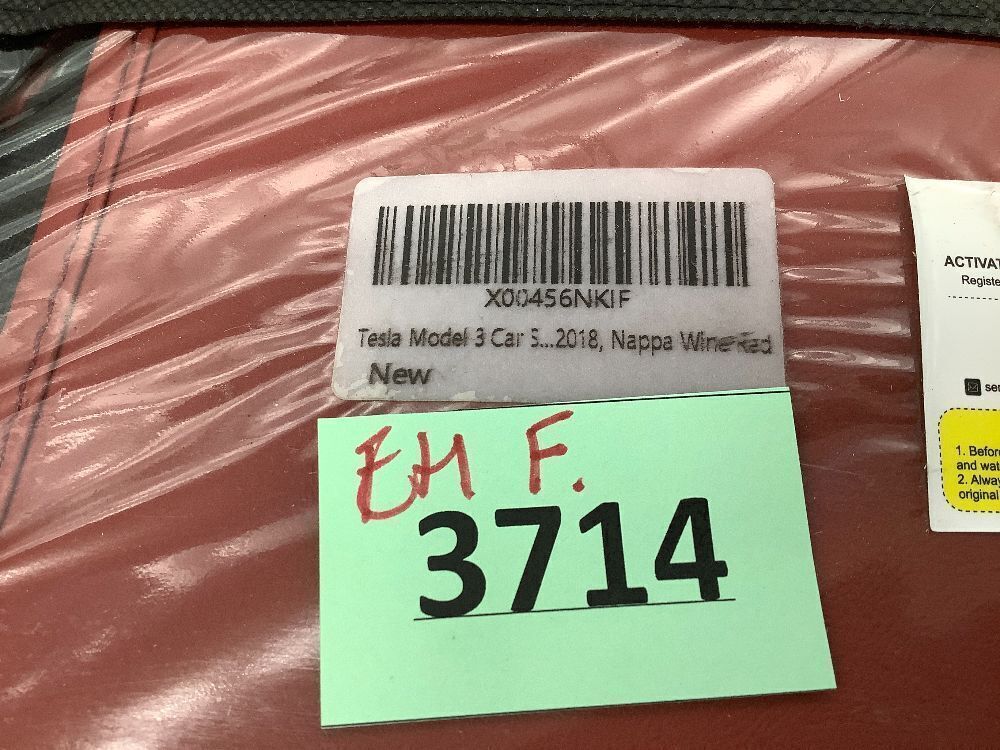 X00456NKIF
Tesla Model 3 Car S...2018, Nappa Wine Red
New
EH F.
3714
ACTIVAT
Registe
ser
1. Befor
and wat
2. Alway
original